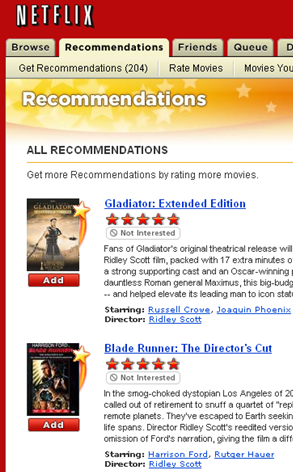 NETFLIX
Browse Recommendations Friends Queue D
Get Recommendations (204) Rate Movies Movies You
Recommendations
ALL RECOMMENDATIONS
Get more Recommendations by rating more movies.
GLADIATOR
Gladiator: Extended Edition
Not Interested
Add
Fans of Gladiator's original theatrical release will
Ridley Scott film, packed with 17 extra minutes o
a strong supporting cast and an Oscar-winning p
dauntless Roman general Maximus, this big-budg
-- and helped elevate its leading man to icon statu
Starring: Russell Crowe, Joaquin Phoenix
Director: Ridley Scott
HARRISON FORD
BLADE RUNNER
Blade Runner: The Director's Cut
Not Interested
Add
In the smog-choked dystopian Los Angeles of 20
called out of retirement to snuff a quartet of "repl
remote planets. They've escaped to Earth seeking
life spans. Director Ridley Scott's reedited versio
omission of Ford's narration, giving the film a diff
Starring: Harrison Ford, Rutger Hauer
Director: Ridley Scott